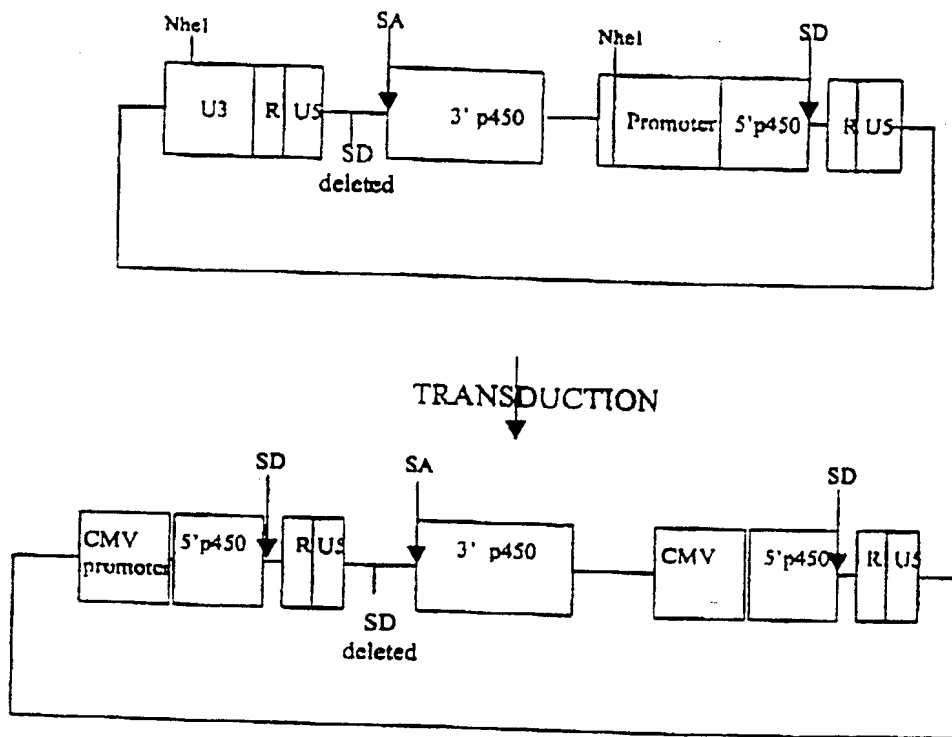 NheI
SA
NheI
SD
U3
R
U5
3' p450
Promoter
5'p450
R
U5
SD
deleted
TRANSDUCTION
SD
SA
SD
CMV
promoter
5'p450
R
U5
3' p450
CMV
5'p450
R
U5
SD
deleted